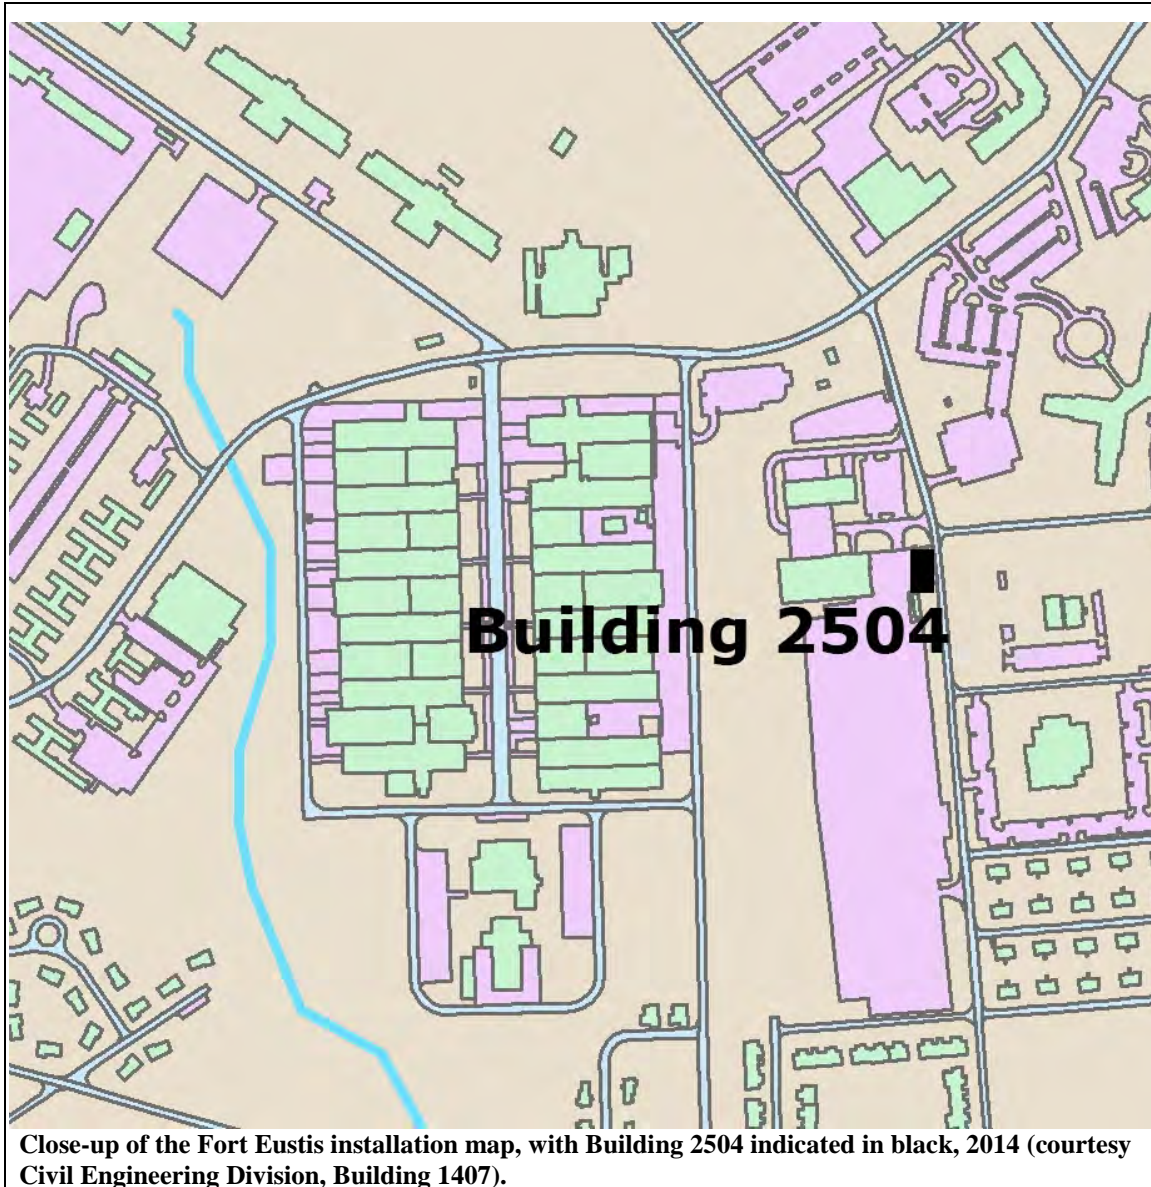 Building 2504
Close-up of the Fort Eustis installation map, with Building 2504 indicated in black, 2014 (courtesy
Civil Engineering Division, Building 1407).